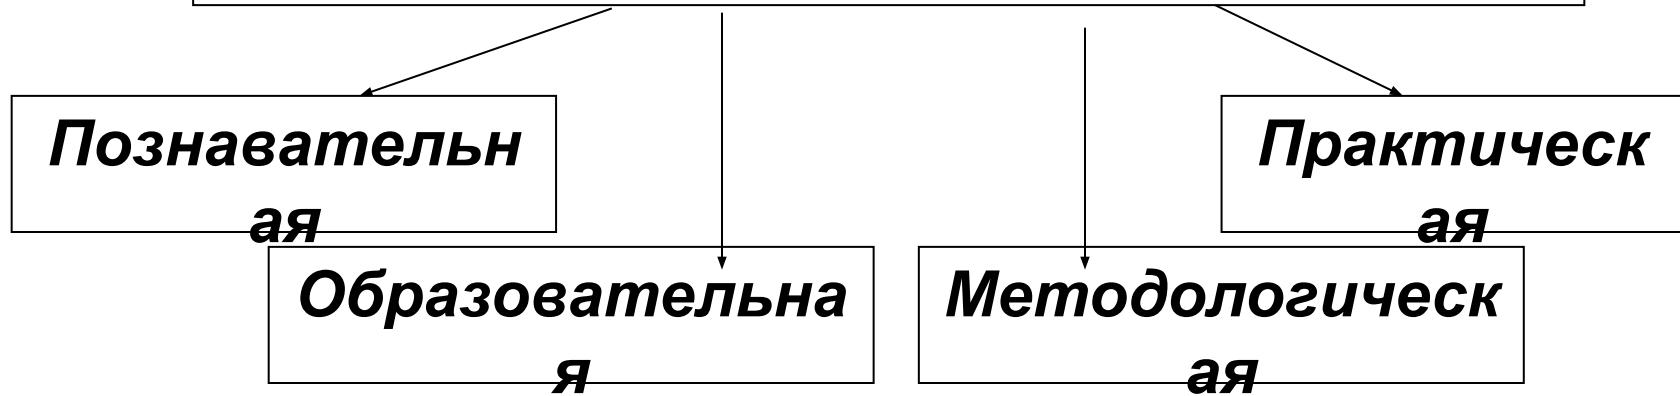 Познавательн
ая
Практическ
ая
Образовательна
я
Методологическ
ая